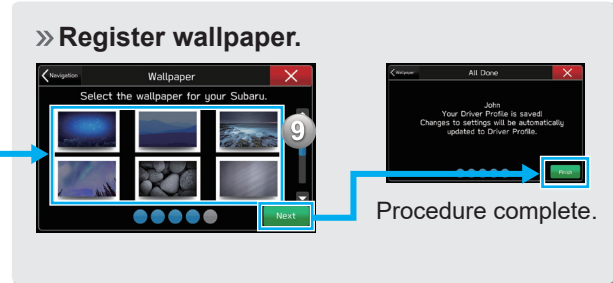 » Register wallpaper.
Navigation
Wallpaper
Select the wallpaper for your Subaru.
9
Next
Wallpaper
All Done
John
Your Driver Profile is saved!
Changes to settings will be automatically
updated to Driver Profile.
Finish
Procedure complete.